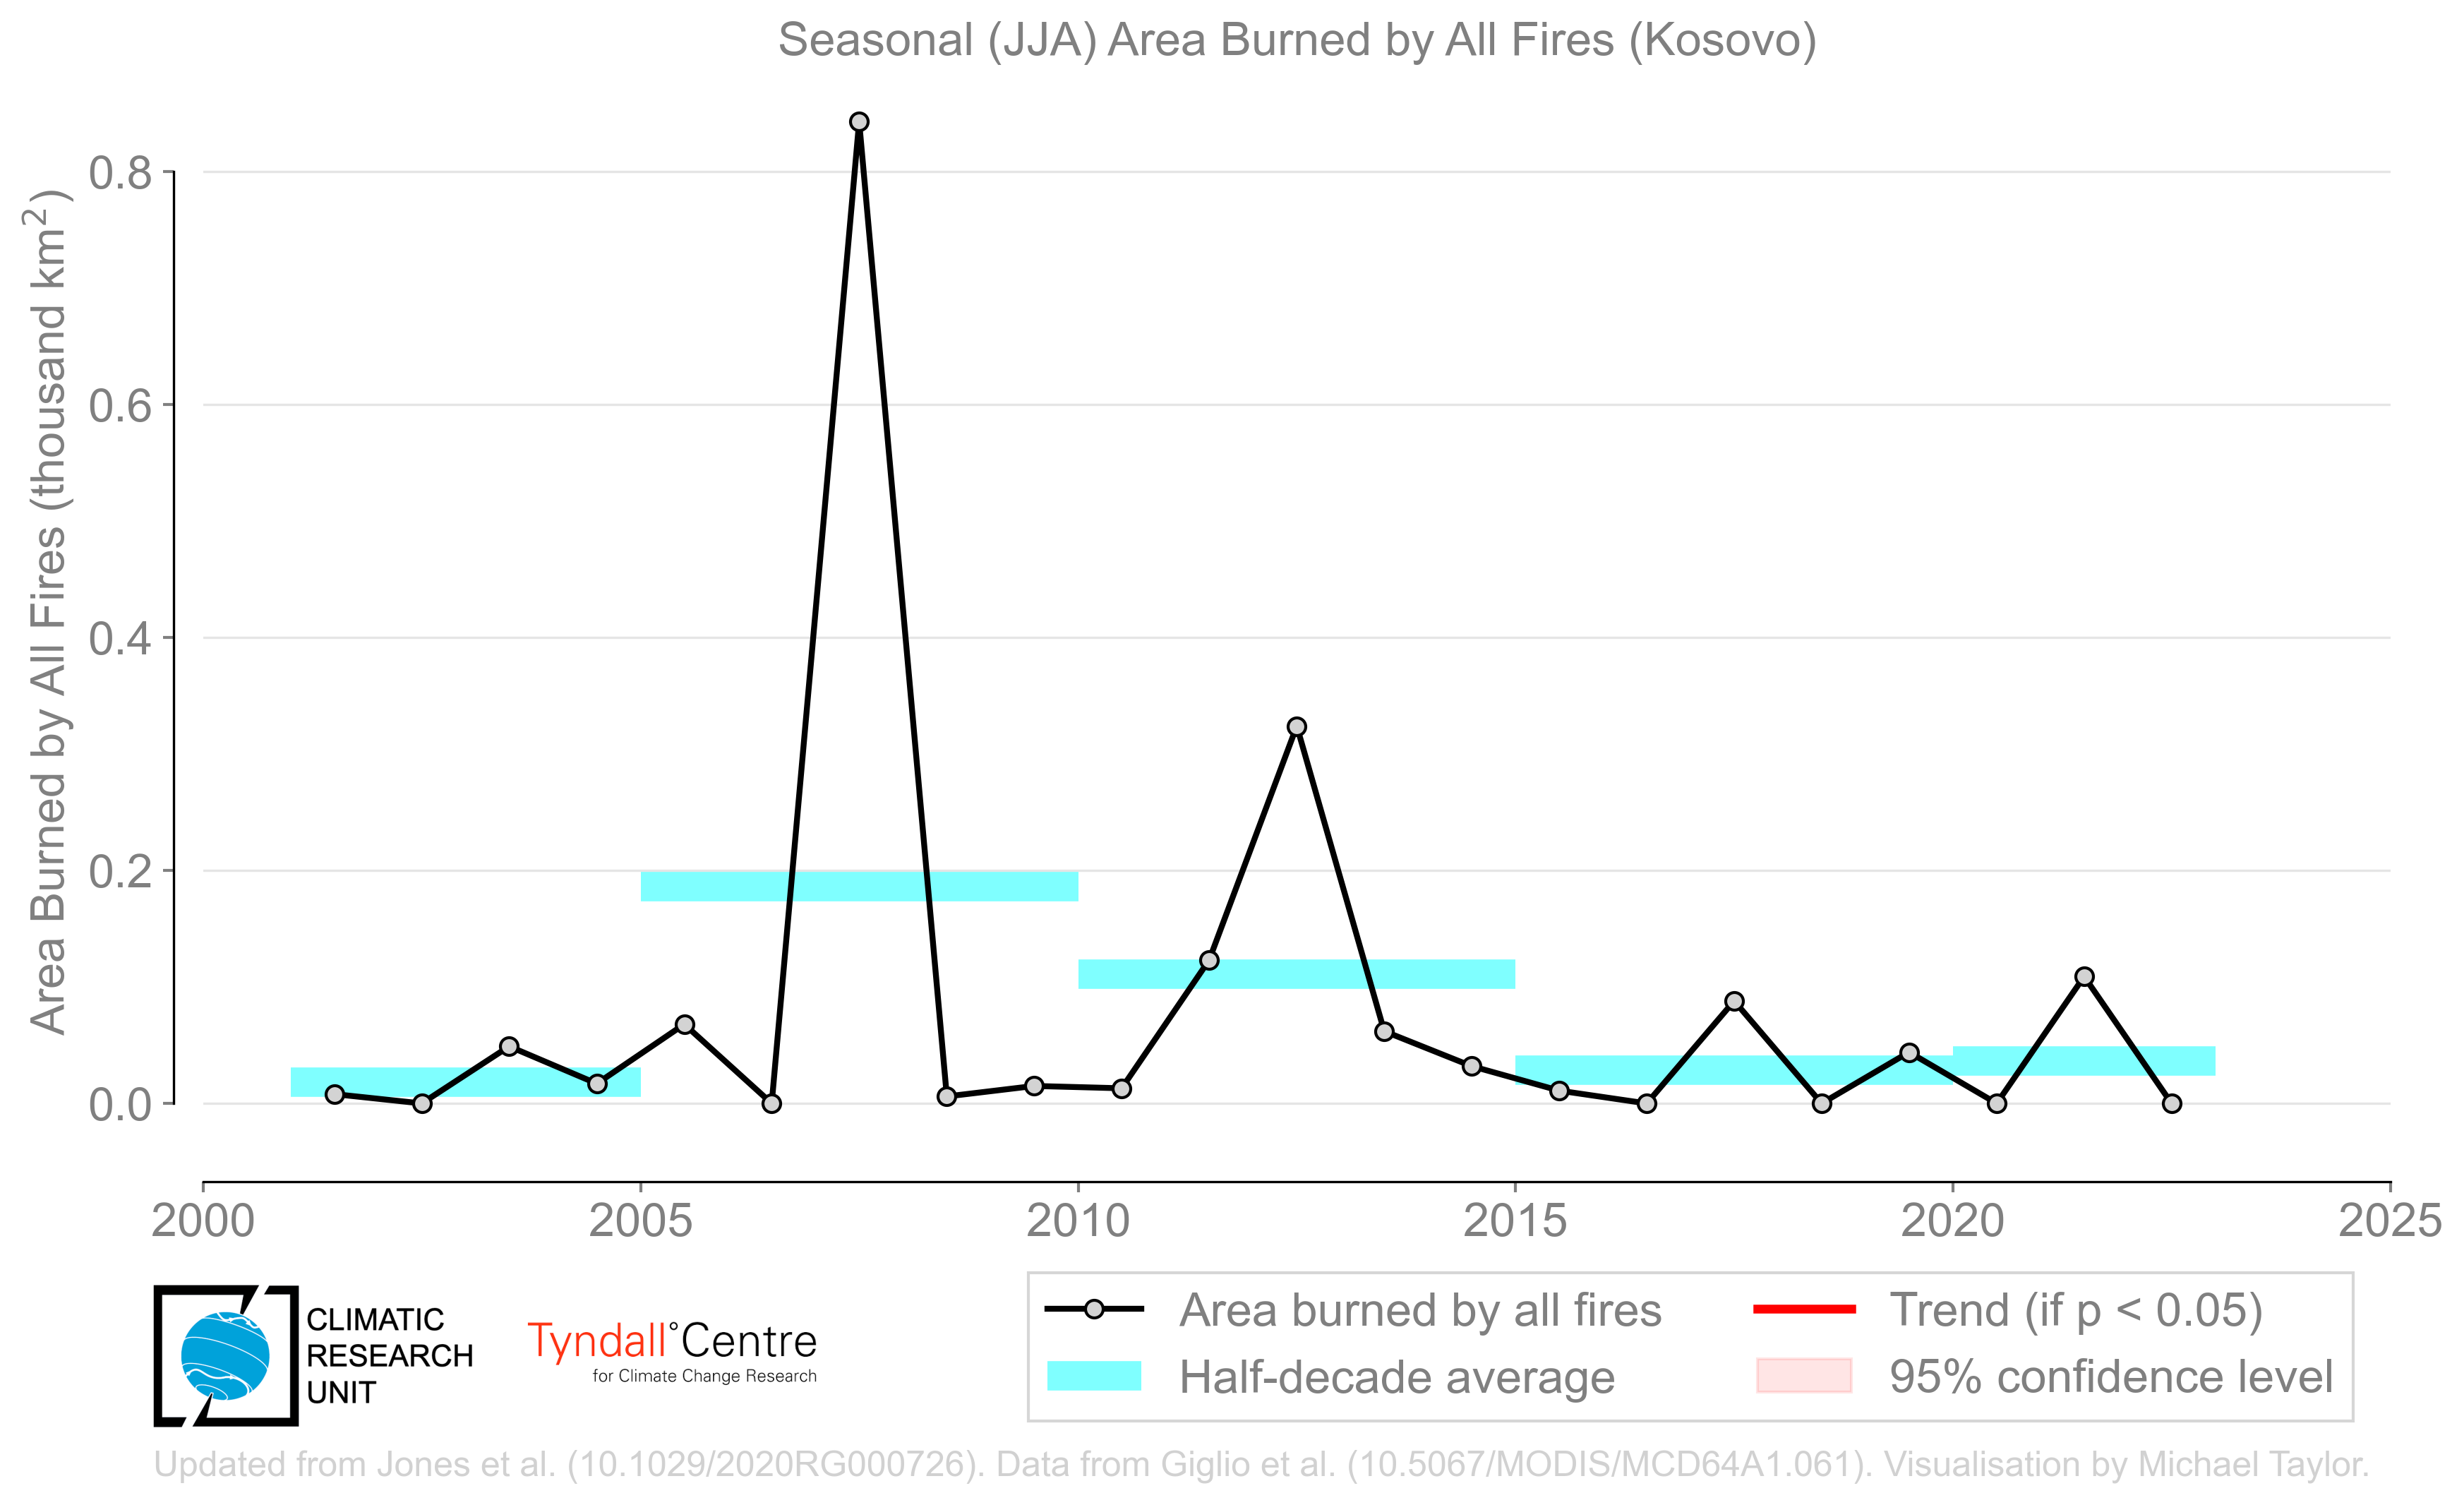 Seasonal (JJA) Area Burned by All Fires (Kosovo)
Area Burned by All Fires (thousand km²)
0.8
0.6
0.4
0.2
0.0
2000 2005 2010 2015 2020 2025
Area burned by all fires
Half-decade average
Trend (if p < 0.05)
95% confidence level
CLIMATIC
RESEARCH
UNIT
Tyndall°Centre
for Climate Change Research
Updated from Jones et al. (10.1029/2020RG000726). Data from Giglio et al. (10.5067/MODIS/MCD64A1.061). Visualisation by Michael Taylor.